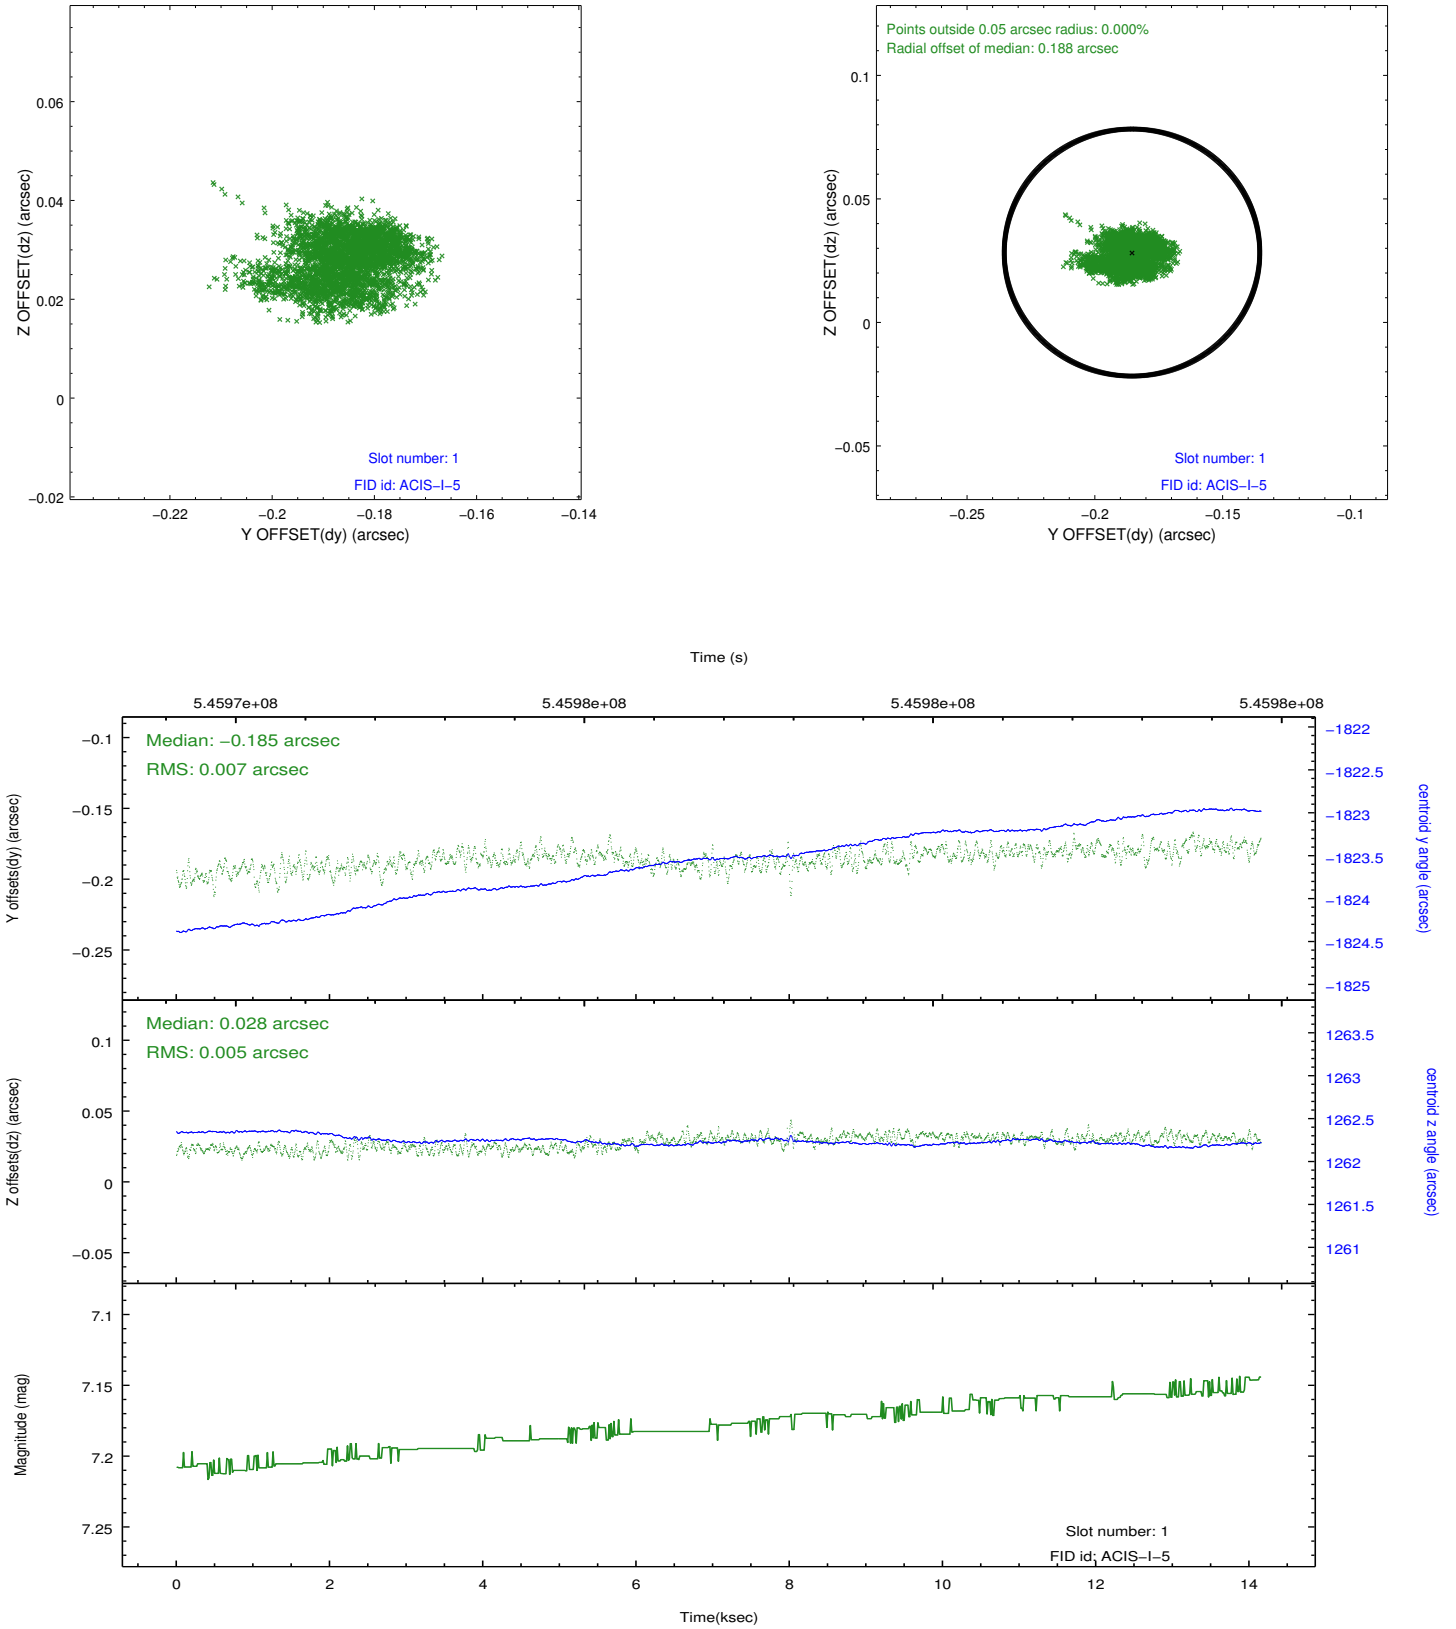 0.06
0.04
0.02
0
−0.02
Z OFFSET(dz) (arcsec)
Slot number: 1
FID id: ACIS−I−5
−0.22
−0.2
−0.18
−0.16
−0.14
Y OFFSET(dy) (arcsec)
Points outside 0.05 arcsec radius: 0.000%
Radial offset of median: 0.188 arcsec
0.1
0.05
0
−0.05
Z OFFSET(dz) (arcsec)
Slot number: 1
FID id: ACIS−I−5
−0.25
−0.2
−0.15
−0.1
Y OFFSET(dy) (arcsec)
Time (s)
5.4597e+08
5.4598e+08
5.4598e+08
5.4598e+08
Median: −0.185 arcsec
RMS: 0.007 arcsec
−0.1
−0.15
−0.2
−0.25
Y offsets(dy) (arcsec)
−1822
−1822.5
−1823
−1823.5
−1824
−1824.5
−1825
centroid y angle (arcsec)
Median: 0.028 arcsec
RMS: 0.005 arcsec
0.1
0.05
0
−0.05
Z offsets(dz) (arcsec)
1263.5
1263
1262.5
1262
1261.5
1261
centroid z angle (arcsec)
7.1
7.15
7.2
7.25
Magnitude (mag)
Slot number: 1
FID id: ACIS−I−5
0
2
4
6
8
10
12
14
Time(ksec)